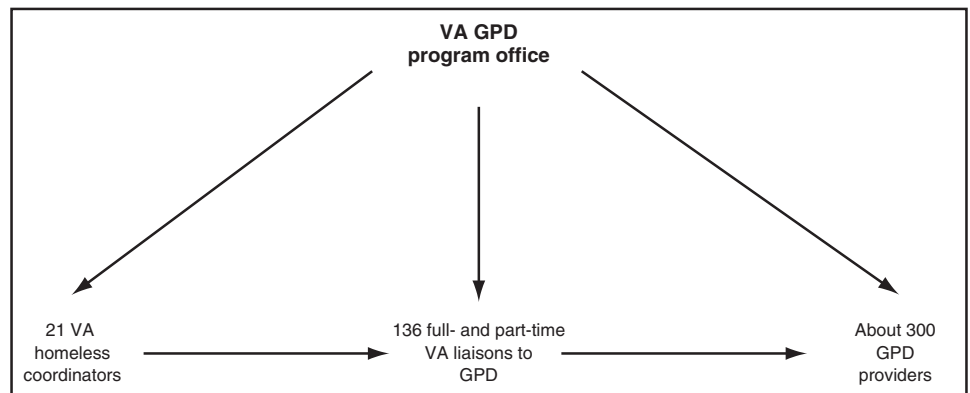 VA GPD
program office
21 VA
homeless
coordinators
136 full- and part-time
VA liaisons to
GPD
About 300
GPD
providers